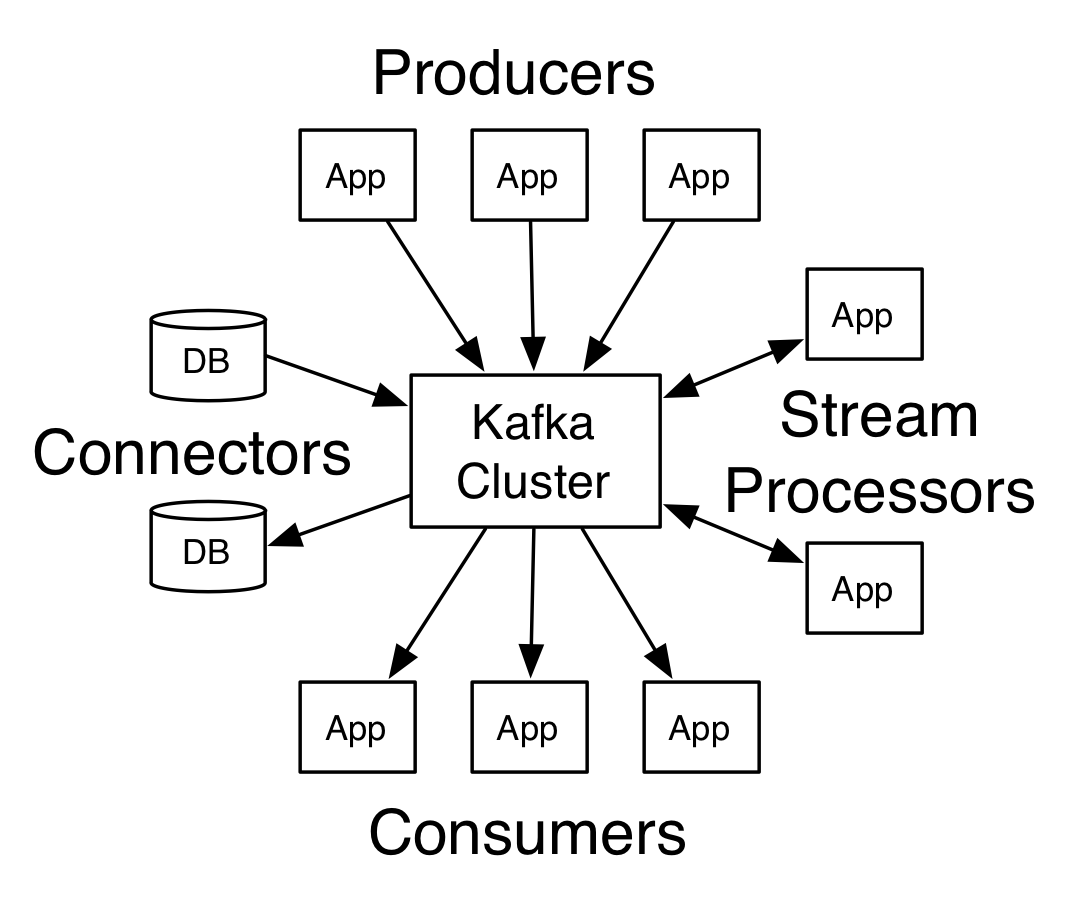 Producers
App
App
App
App
DB
Kafka
Cluster
Stream
Processors
Connectors
DB
App
App
App
App
Consumers